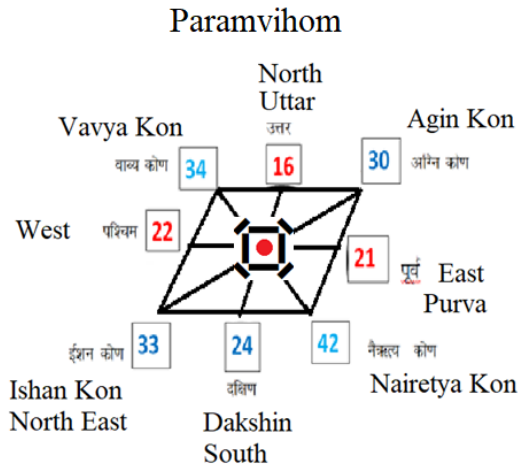 Paramvihom
North
Uttar
उत्तर
Vavya Kon
Agin Kon
वाव्य कोण
34
16
30
अग्नि कोण
West
पश्चिम
22
21
पूर्व
East
Purva
ईशन कोण
33
24
42
नैऋत्य कोण
दक्षिण
Ishan Kon
North East
Dakshin
South
Nairetya Kon